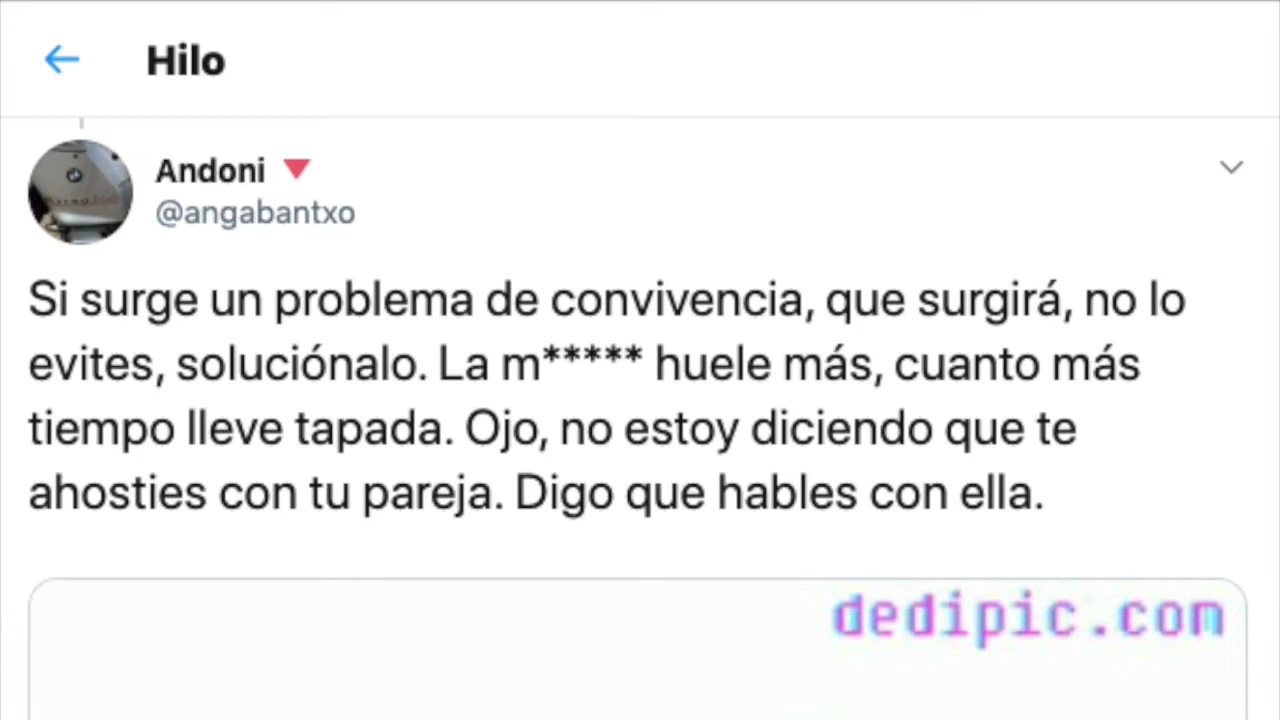 Hilo
Andoni
@angabantxo
Si surge un problema de convivencia, que surgirá, no lo
evites, soluciónalo. La m***** huele más, cuanto más
tiempo lleve tapada. Ojo, no estoy diciendo que te
ahosties con tu pareja. Digo que hables con ella.
dedipic.com